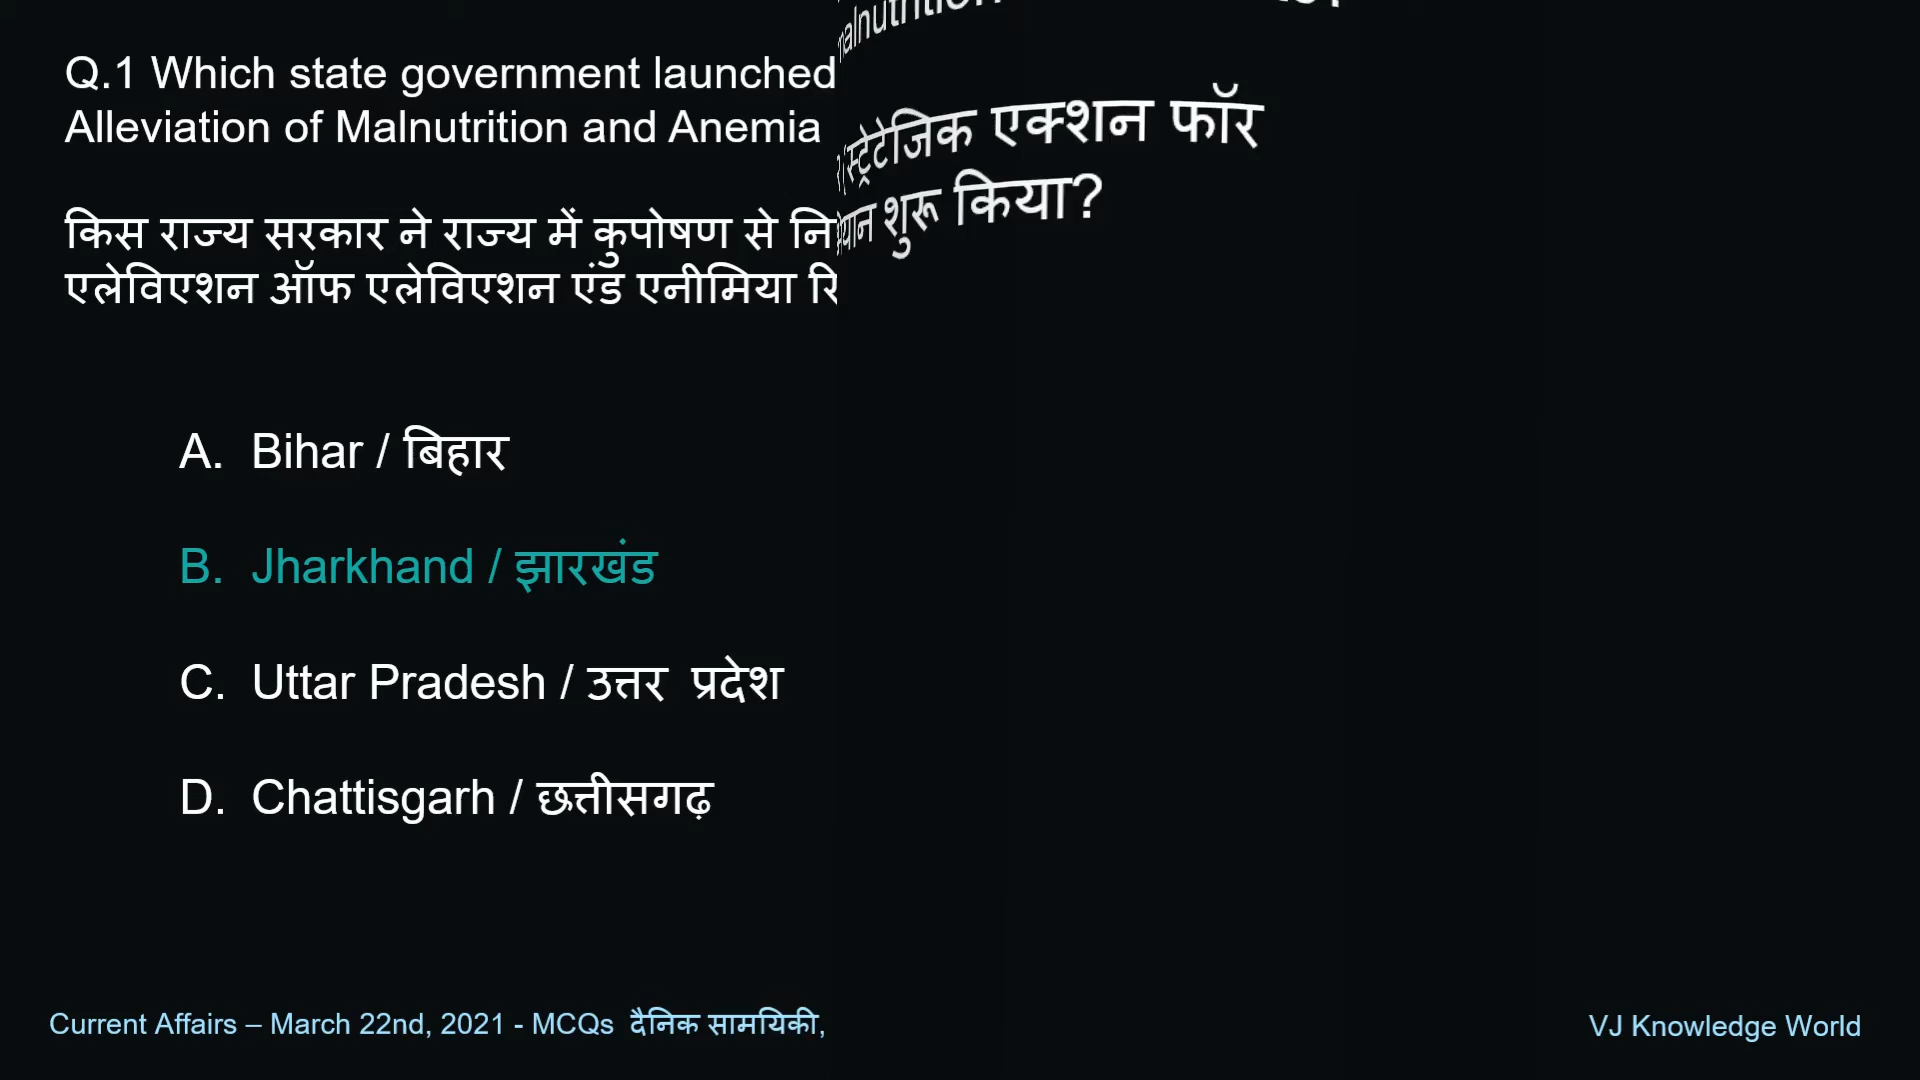 Q.1 Which state government launched
alnutrition
Alleviation of Malnutrition and Anemia
स्ट्रेटेजिक एक्शन फॉर
किस राज्य सरकार ने राज्य में कुपोषण से
शुरू किया?
एलेविएशन ऑफ एलेविएशन एंड एनीमिया
A. Bihar / बिहार
B. Jharkhand / झारखंड
C. Uttar Pradesh / उत्तर प्रदेश
D. Chattisgarh / छत्तीसगढ़
Current Affairs – March 22nd, 2021 - MCQs दैनिक सामयिकी,
VJ Knowledge World